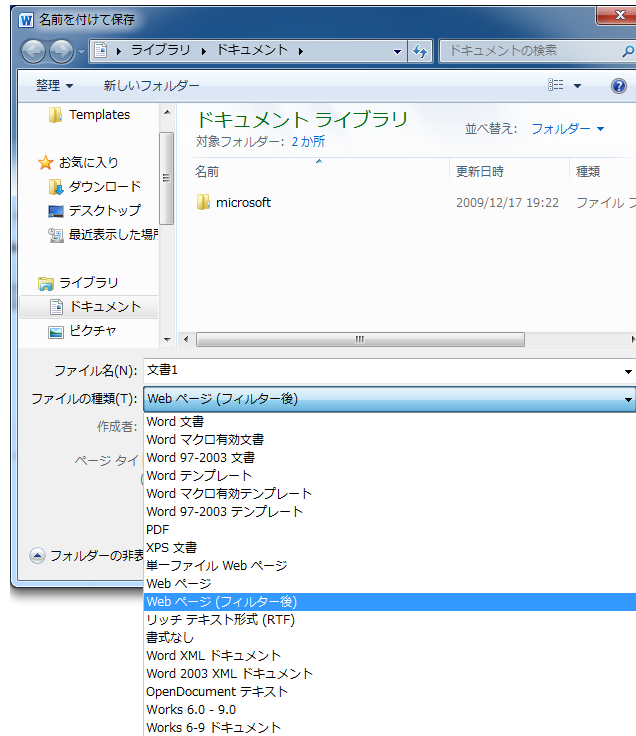 名前を付けて保存
ライブラリ ドキュメント ドキュメントの検索
整理 新しいフォルダー
Templates
お気に入り
ダウンロード
デスクトップ
最近表示した場所
ライブラリ
ドキュメント
ピクチャ
ドキュメント ライブラリ
対象フォルダー: 2 か所
並べ替え: フォルダー
名前 更新日時 種類
microsoft 2009/12/17 19:22 ファイル フ
ファイル名(N): 文書1
ファイルの種類(T): Web ページ (フィルター後)
作成者:
ページ タイ
Word 文書
Word マクロ有効文書
Word 97-2003 文書
Word テンプレート
Word マクロ有効テンプレート
Word 97-2003 テンプレート
PDF
XPS 文書
単一ファイル Web ページ
Web ページ
Web ページ (フィルター後)
リッチ テキスト形式 (RTF)
書式なし
Word XML ドキュメント
Word 2003 XML ドキュメント
OpenDocument テキスト
Works 6.0 - 9.0
Works 6-9 ドキュメント
フォルダーの非表